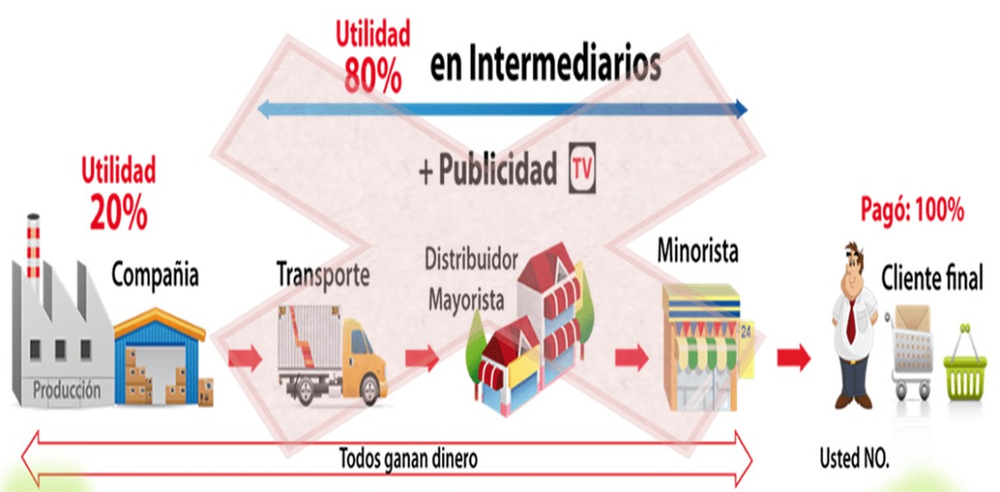 Utilidad
80%
en Intermediarios
+ Publicidad TV
Utilidad
20%
Pagó: 100%
Compañia
Transporte
Distribuidor
Mayorista
Minorista
Cliente final
24
Producción
Todos ganan dinero
Usted NO.